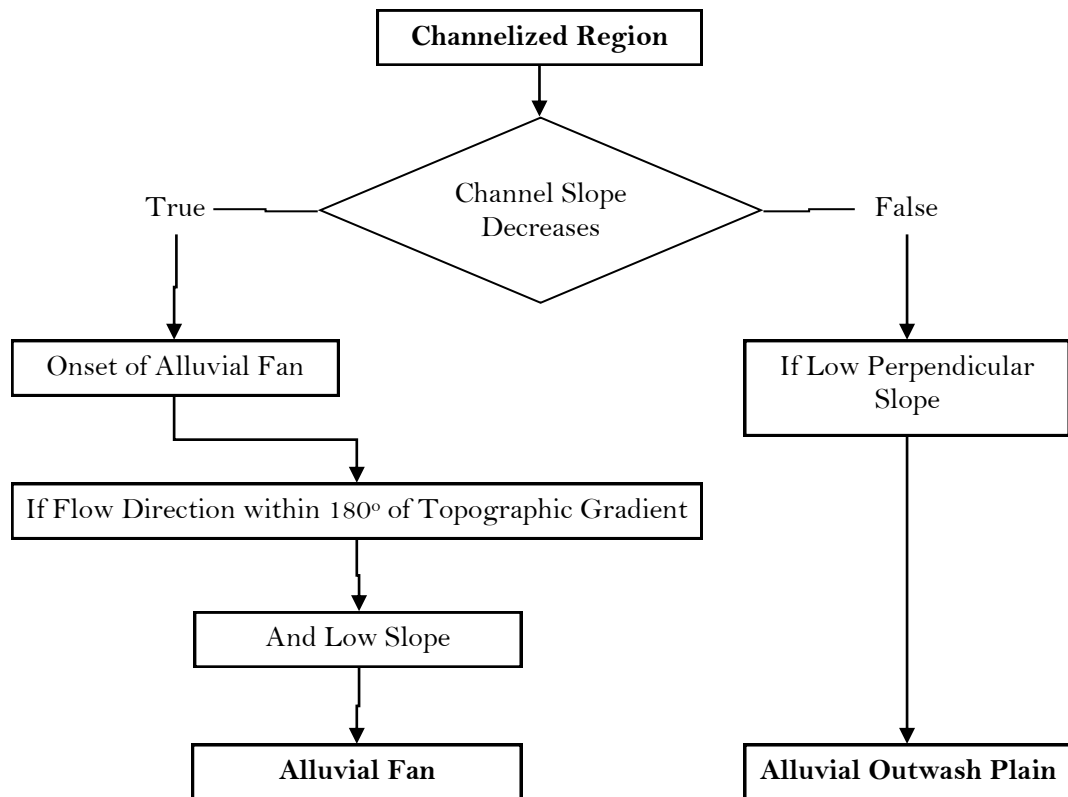 Channelized Region
Channel Slope
Decreases
True
False
Onset of Alluvial Fan
If Low Perpendicular
Slope
If Flow Direction within 180° of Topographic Gradient
And Low Slope
Alluvial Fan
Alluvial Outwash Plain